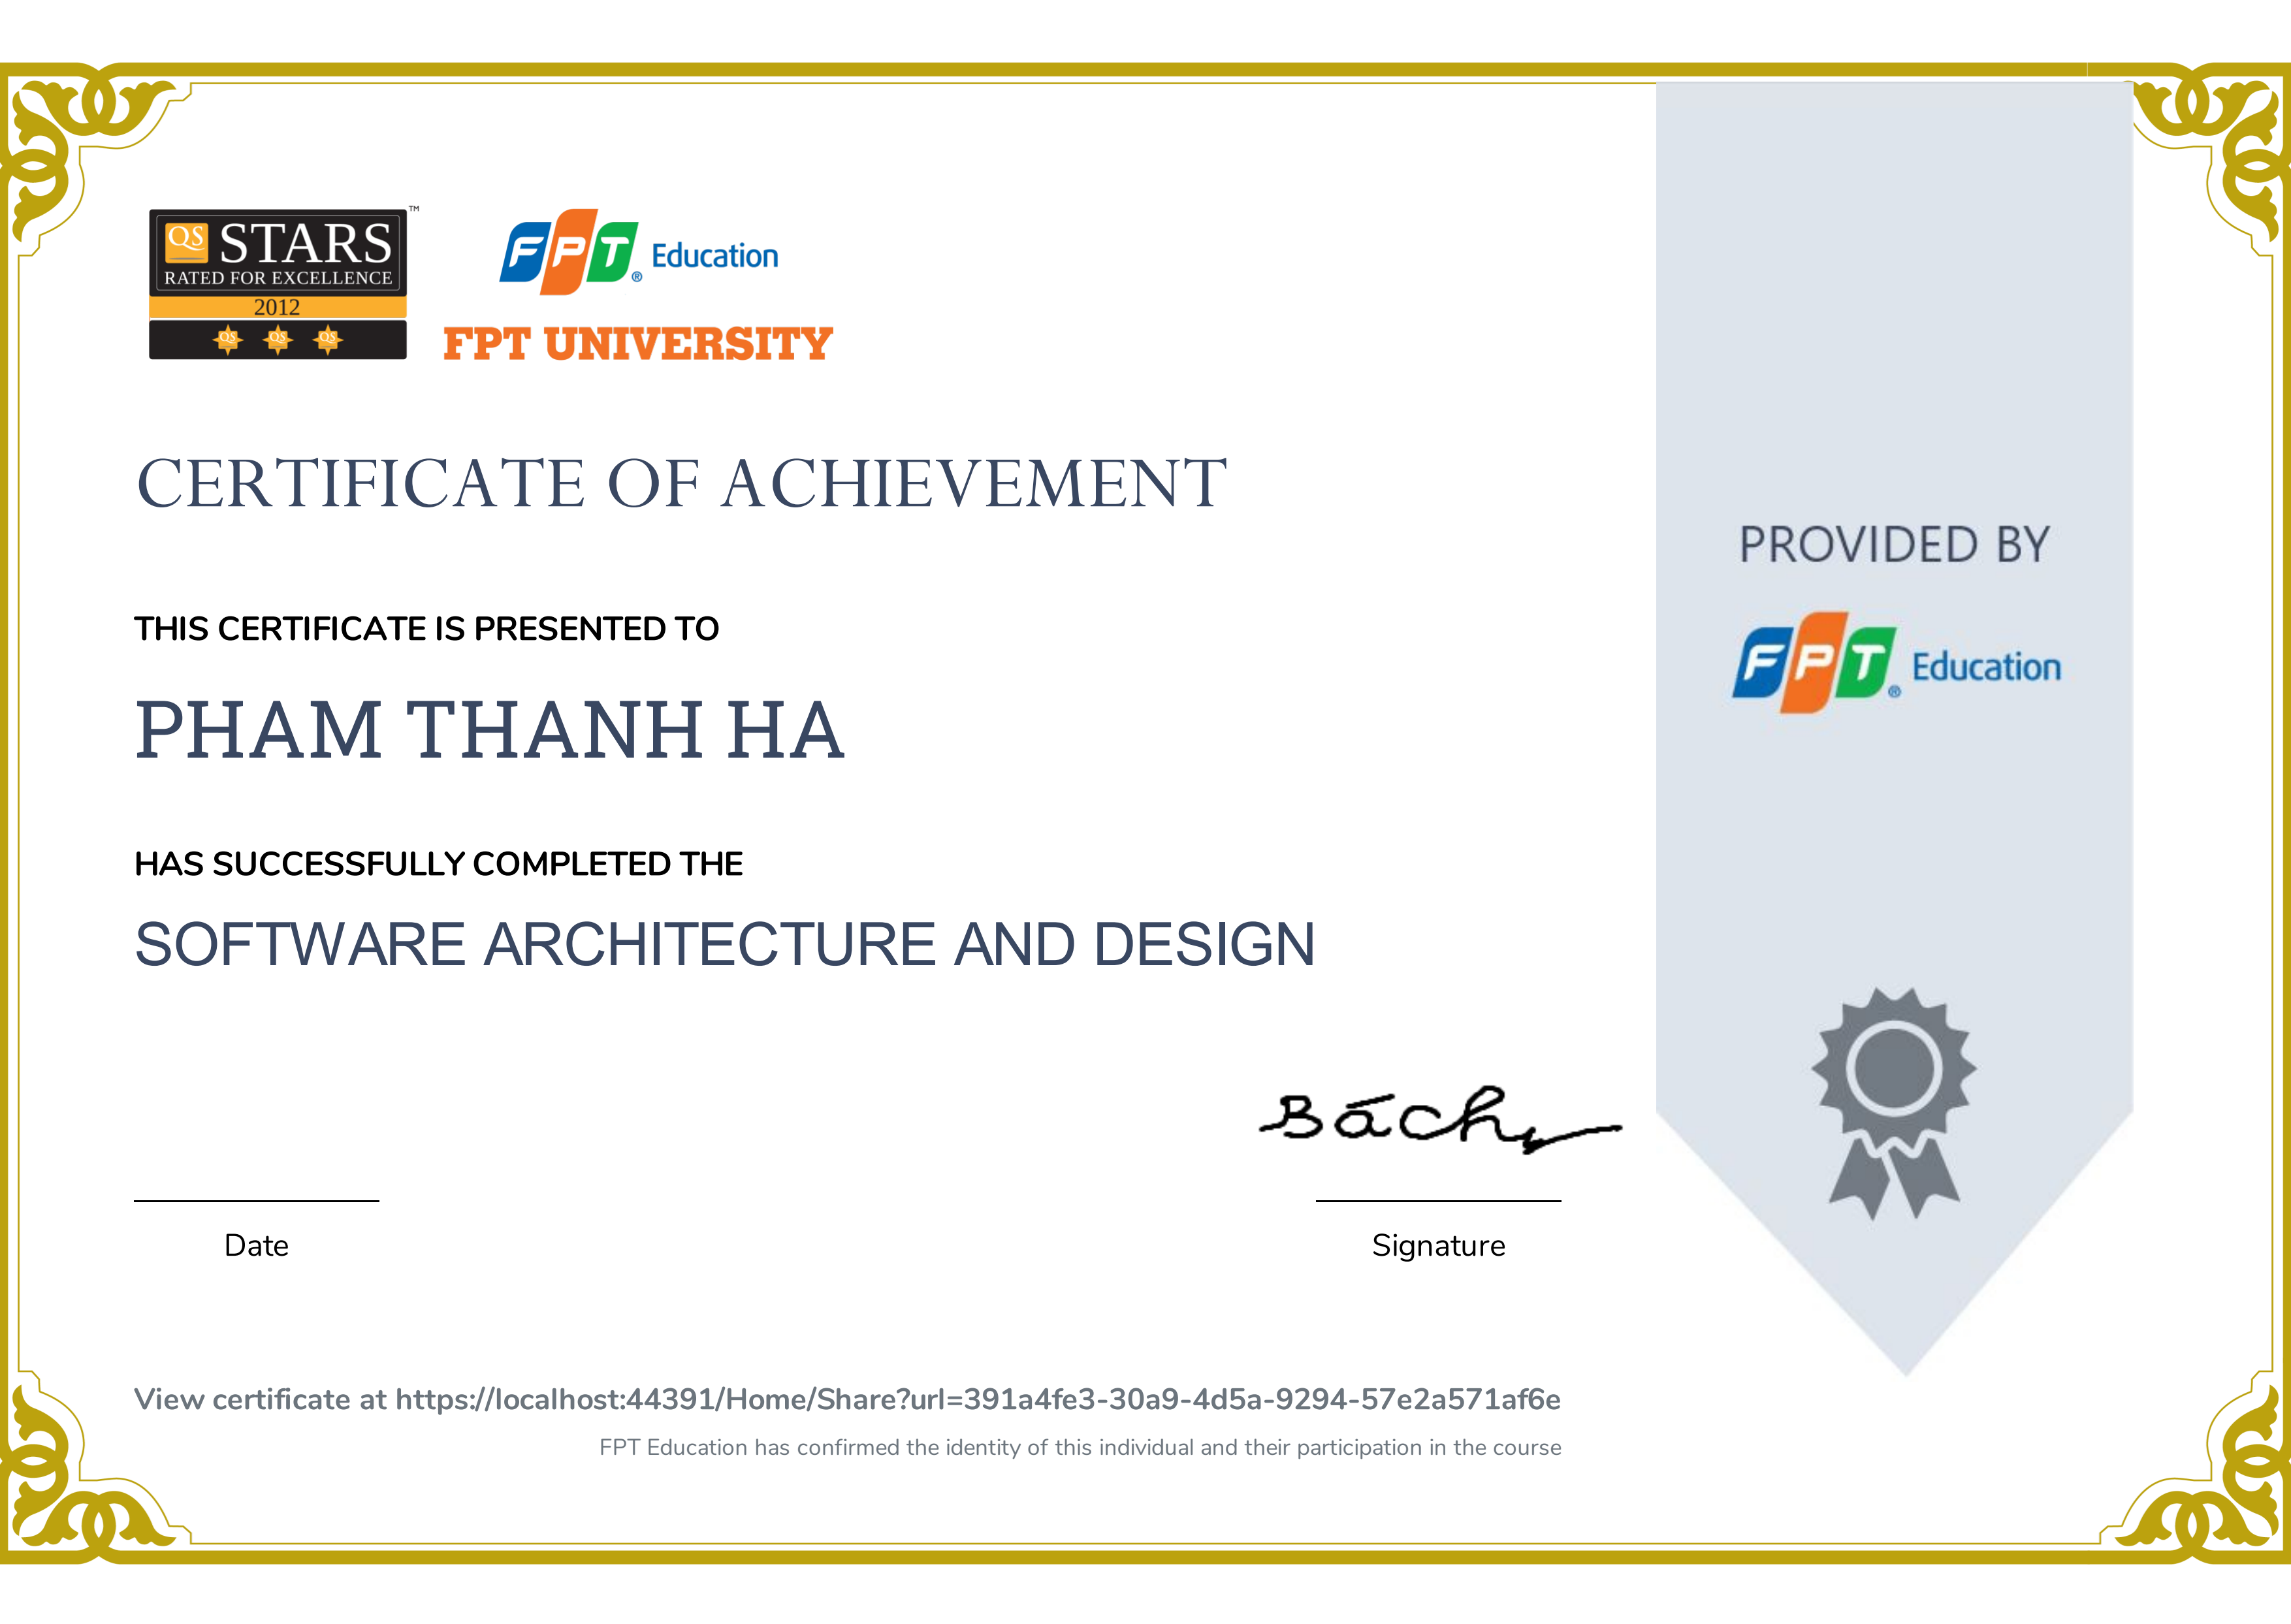 QS STARS™
RATED FOR EXCELLENCE
2012
QS QS QS
FPT® Education
FPT UNIVERSITY
CERTIFICATE OF ACHIEVEMENT
THIS CERTIFICATE IS PRESENTED TO
PHAM THANH HA
HAS SUCCESSFULLY COMPLETED THE
SOFTWARE ARCHITECTURE AND DESIGN
Bách
Date
Signature
View certificate at https://localhost:44391/Home/Share?url=391a4fe3-30a9-4d5a-9294-57e2a571af6e
FPT Education has confirmed the identity of this individual and their participation in the course
PROVIDED BY
FPT® Education